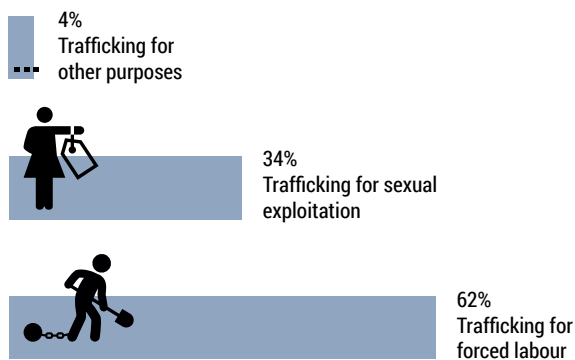 4%
Trafficking for
other purposes
34%
Trafficking for sexual
exploitation
62%
Trafficking for
forced labour